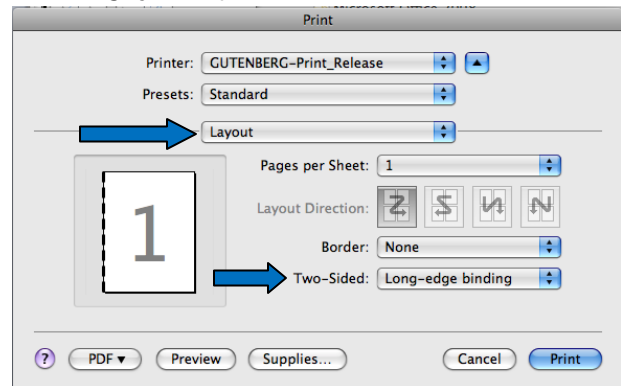 Print
Printer: GUTENBERG-Print_Release
Presets: Standard
Layout
Pages per Sheet: 1
Layout Direction:
1
Border: None
Two-Sided: Long-edge binding
? PDF ▼ Preview Supplies... Cancel Print